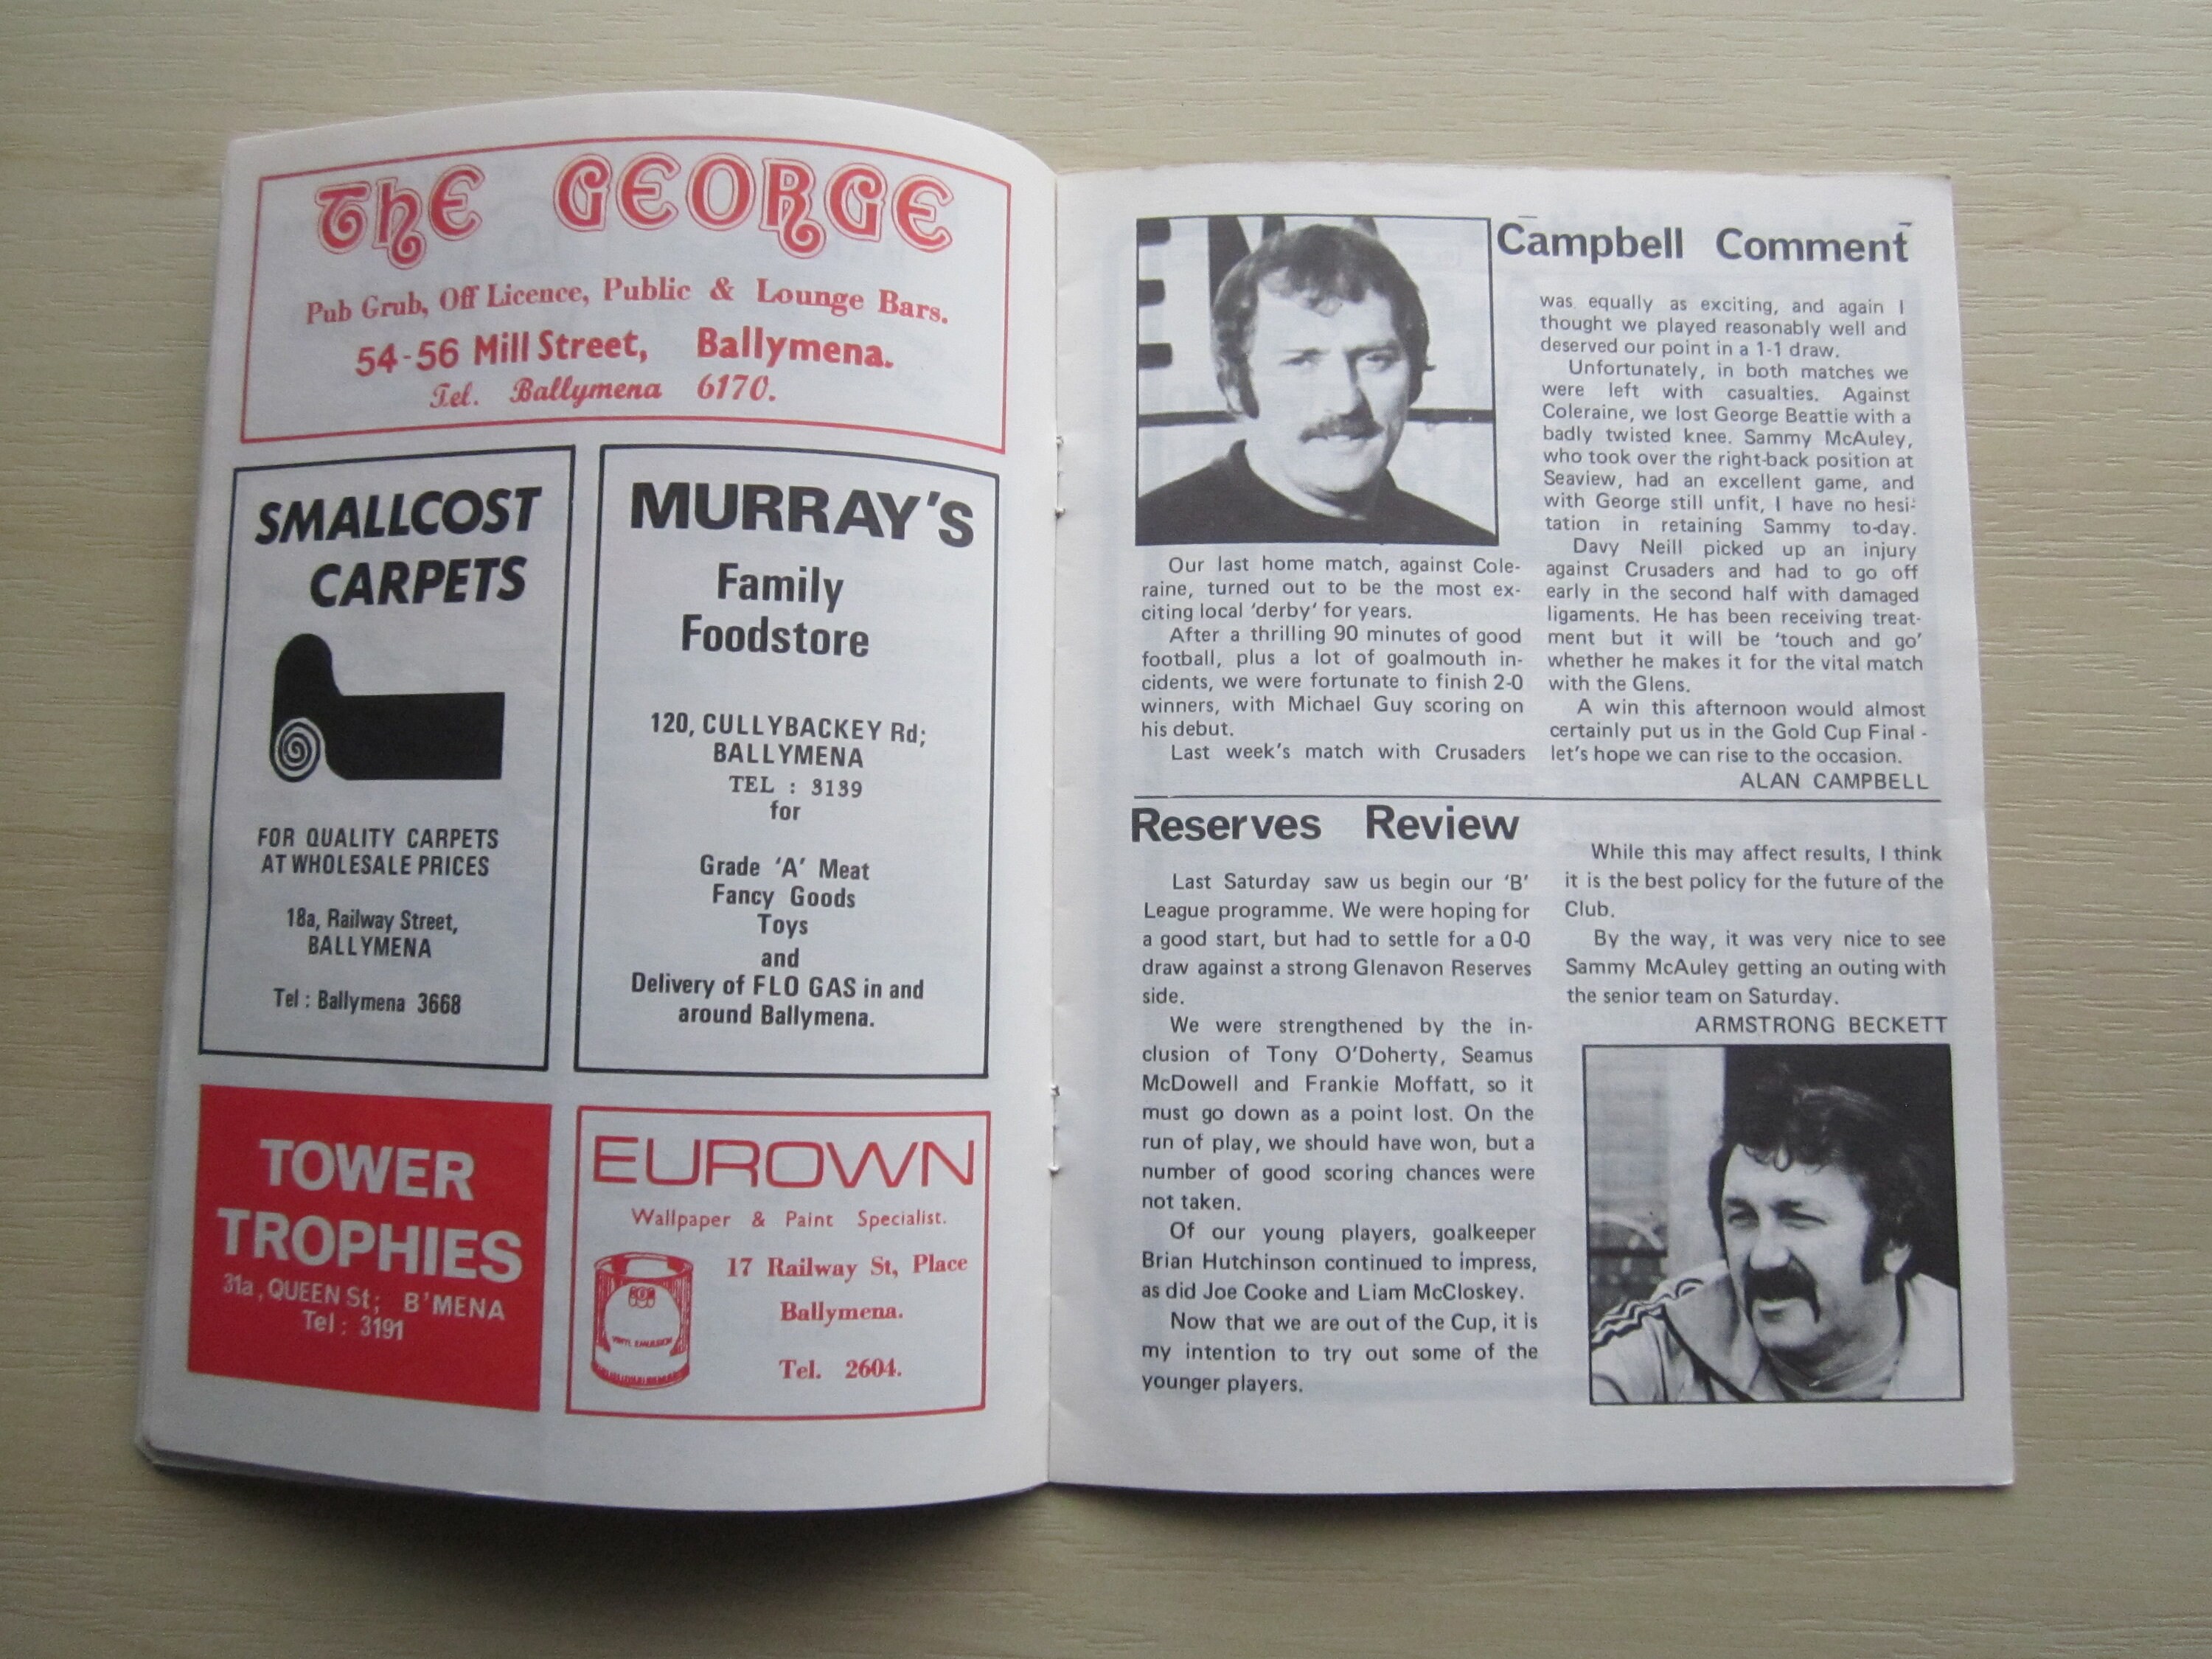 The GEORGE
Pub Grub, Off Licence, Public & Lounge Bars.
54-56 Mill Street, Ballymena.
Tel. Ballymena 6170.
SMALLCOST
CARPETS
FOR QUALITY CARPETS
AT WHOLESALE PRICES
18a, Railway Street,
BALLYMENA
Tel : Ballymena 3668
MURRAY'S
Family
Foodstore
120, CULLYBACKEY Rd;
BALLYMENA
TEL : 3139
for
Grade 'A' Meat
Fancy Goods
Toys
and
Delivery of FLO GAS in and
around Ballymena.
TOWER
TROPHIES
31a, QUEEN St; B'MENA
Tel : 3191
EUROWN
Wallpaper & Paint Specialist.
17 Railway St, Place
Ballymena.
Tel. 2604.
VINYL EMULSION
Campbell Comment
Our last home match, against Cole-
raine, turned out to be the most ex-
citing local 'derby' for years.
After a thrilling 90 minutes of good
football, plus a lot of goalmouth in-
cidents, we were fortunate to finish 2-0
winners, with Michael Guy scoring on
his debut.
Last week's match with Crusaders
was equally as exciting, and again I
thought we played reasonably well and
deserved our point in a 1-1 draw.
Unfortunately, in both matches we
were left with casualties. Against
Coleraine, we lost George Beattie with a
badly twisted knee. Sammy McAuley,
who took over the right-back position at
Seaview, had an excellent game, and
with George still unfit, I have no hesi-
tation in retaining Sammy to-day.
Davy Neill picked up an injury
against Crusaders and had to go off
early in the second half with damaged
ligaments. He has been receiving treat-
ment but it will be 'touch and go'
whether he makes it for the vital match
with the Glens.
A win this afternoon would almost
certainly put us in the Gold Cup Final -
let's hope we can rise to the occasion.
ALAN CAMPBELL
Reserves Review
Last Saturday saw us begin our 'B'
League programme. We were hoping for
a good start, but had to settle for a 0-0
draw against a strong Glenavon Reserves
side.
We were strengthened by the in-
clusion of Tony O'Doherty, Seamus
McDowell and Frankie Moffatt, so it
must go down as a point lost. On the
run of play, we should have won, but a
number of good scoring chances were
not taken.
Of our young players, goalkeeper
Brian Hutchinson continued to impress,
as did Joe Cooke and Liam McCloskey.
Now that we are out of the Cup, it is
my intention to try out some of the
younger players.
While this may affect results, I think
it is the best policy for the future of the
Club.
By the way, it was very nice to see
Sammy McAuley getting an outing with
the senior team on Saturday.
ARMSTRONG BECKETT